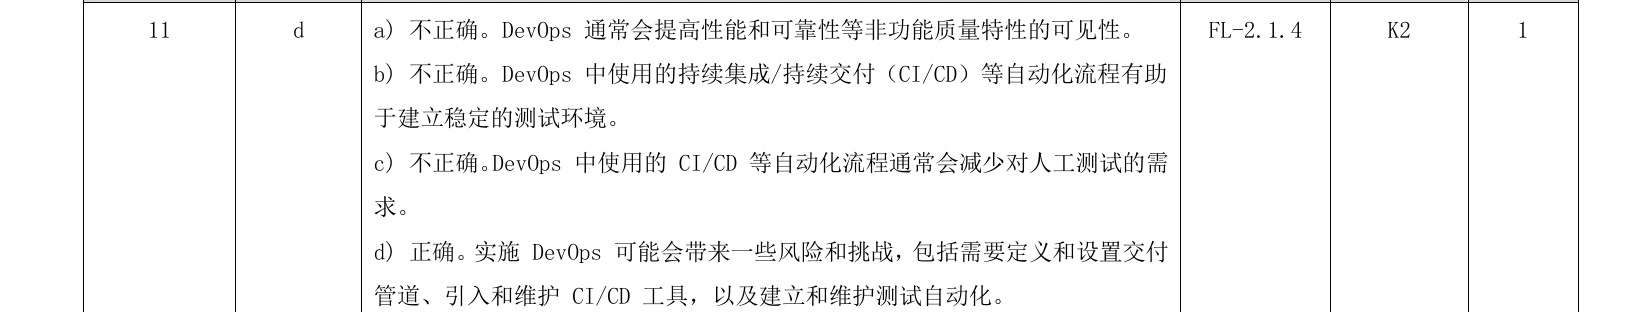 11 d a) 不正确。DevOps 通常会提高性能和可靠性等非功能质量特性的可见性。 FL-2.1.4 K2 1
b) 不正确。DevOps 中使用的持续集成/持续交付（CI/CD）等自动化流程有助
于建立稳定的测试环境。
c) 不正确。DevOps 中使用的 CI/CD 等自动化流程通常会减少对人工测试的需
求。
d) 正确。实施 DevOps 可能会带来一些风险和挑战，包括需要定义和设置交付
管道、引入和维护 CI/CD 工具，以及建立和维护测试自动化。